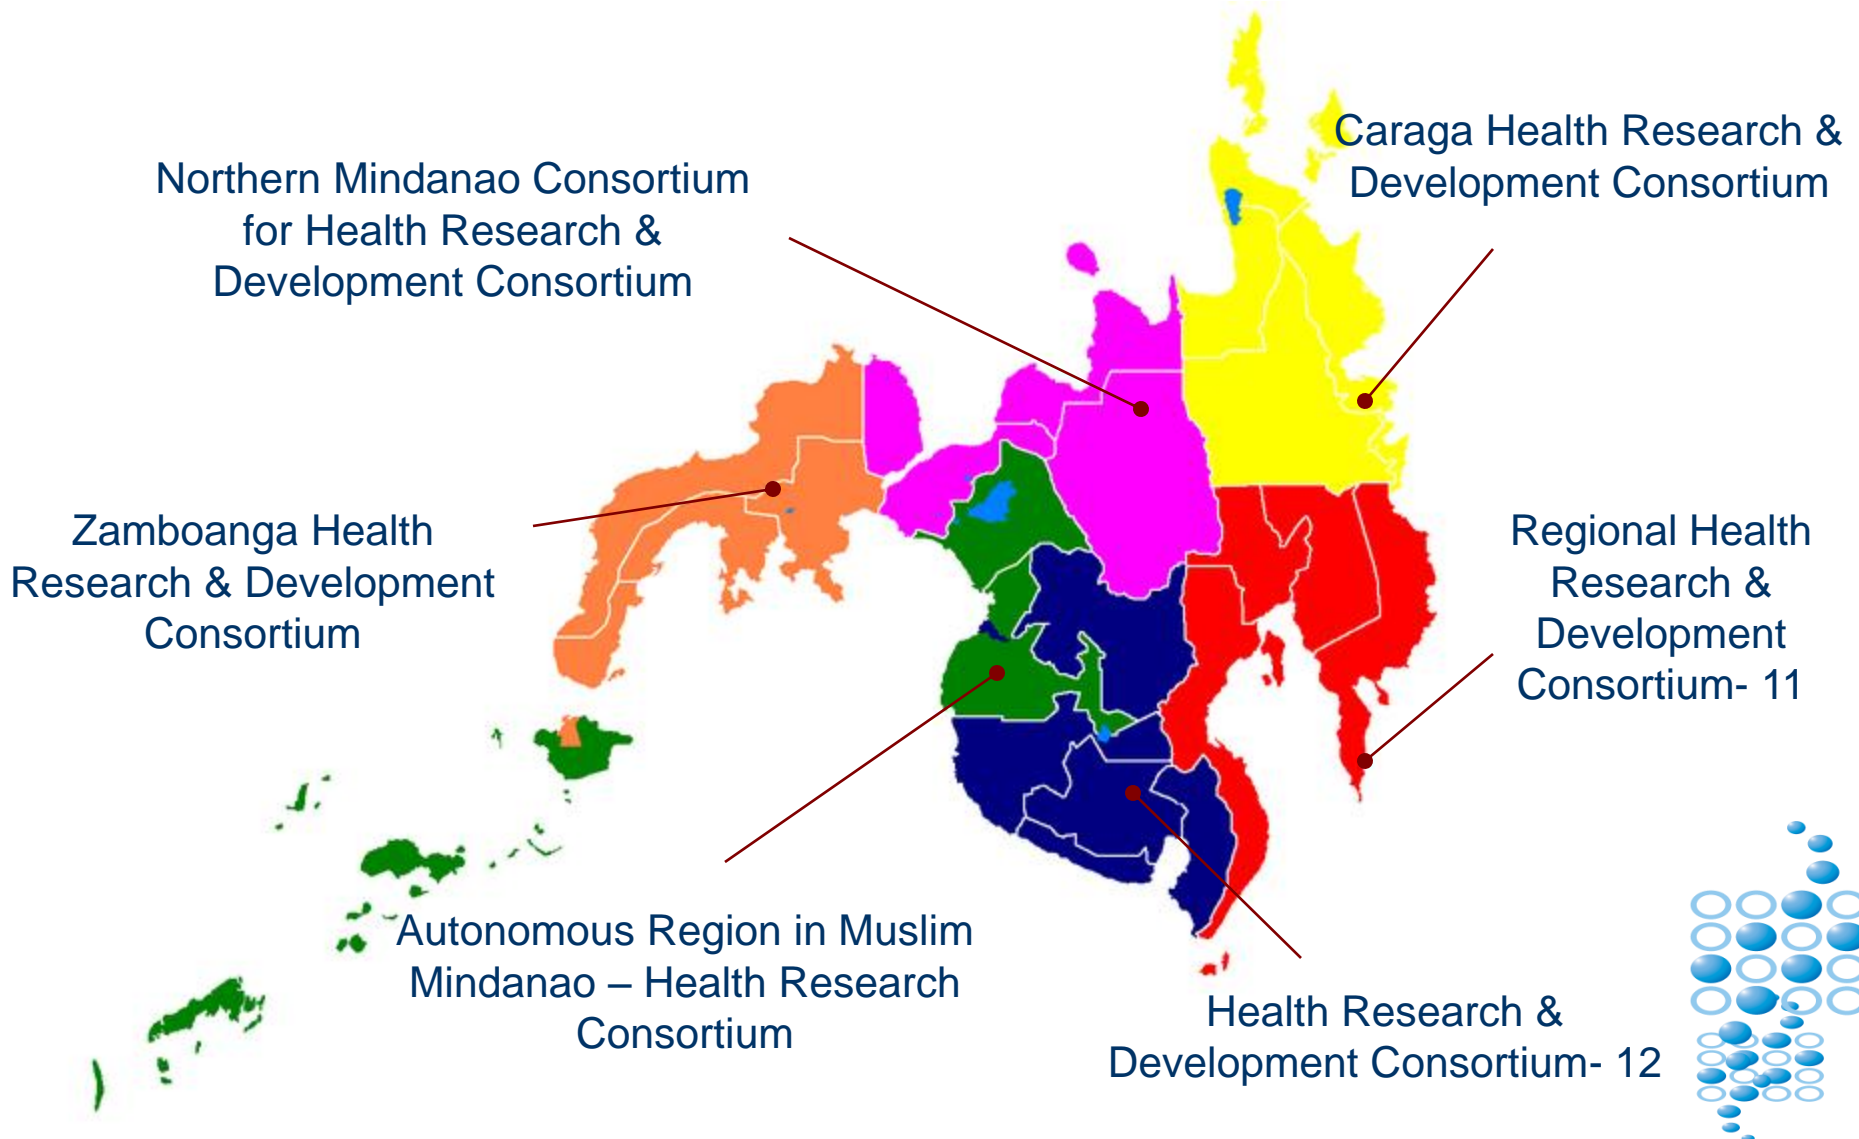 Caraga Health Research &
Development Consortium
Northern Mindanao Consortium
for Health Research &
Development Consortium
Zamboanga Health
Research & Development
Consortium
Regional Health
Research &
Development
Consortium- 11
Autonomous Region in Muslim
Mindanao – Health Research
Consortium
Health Research &
Development Consortium- 12